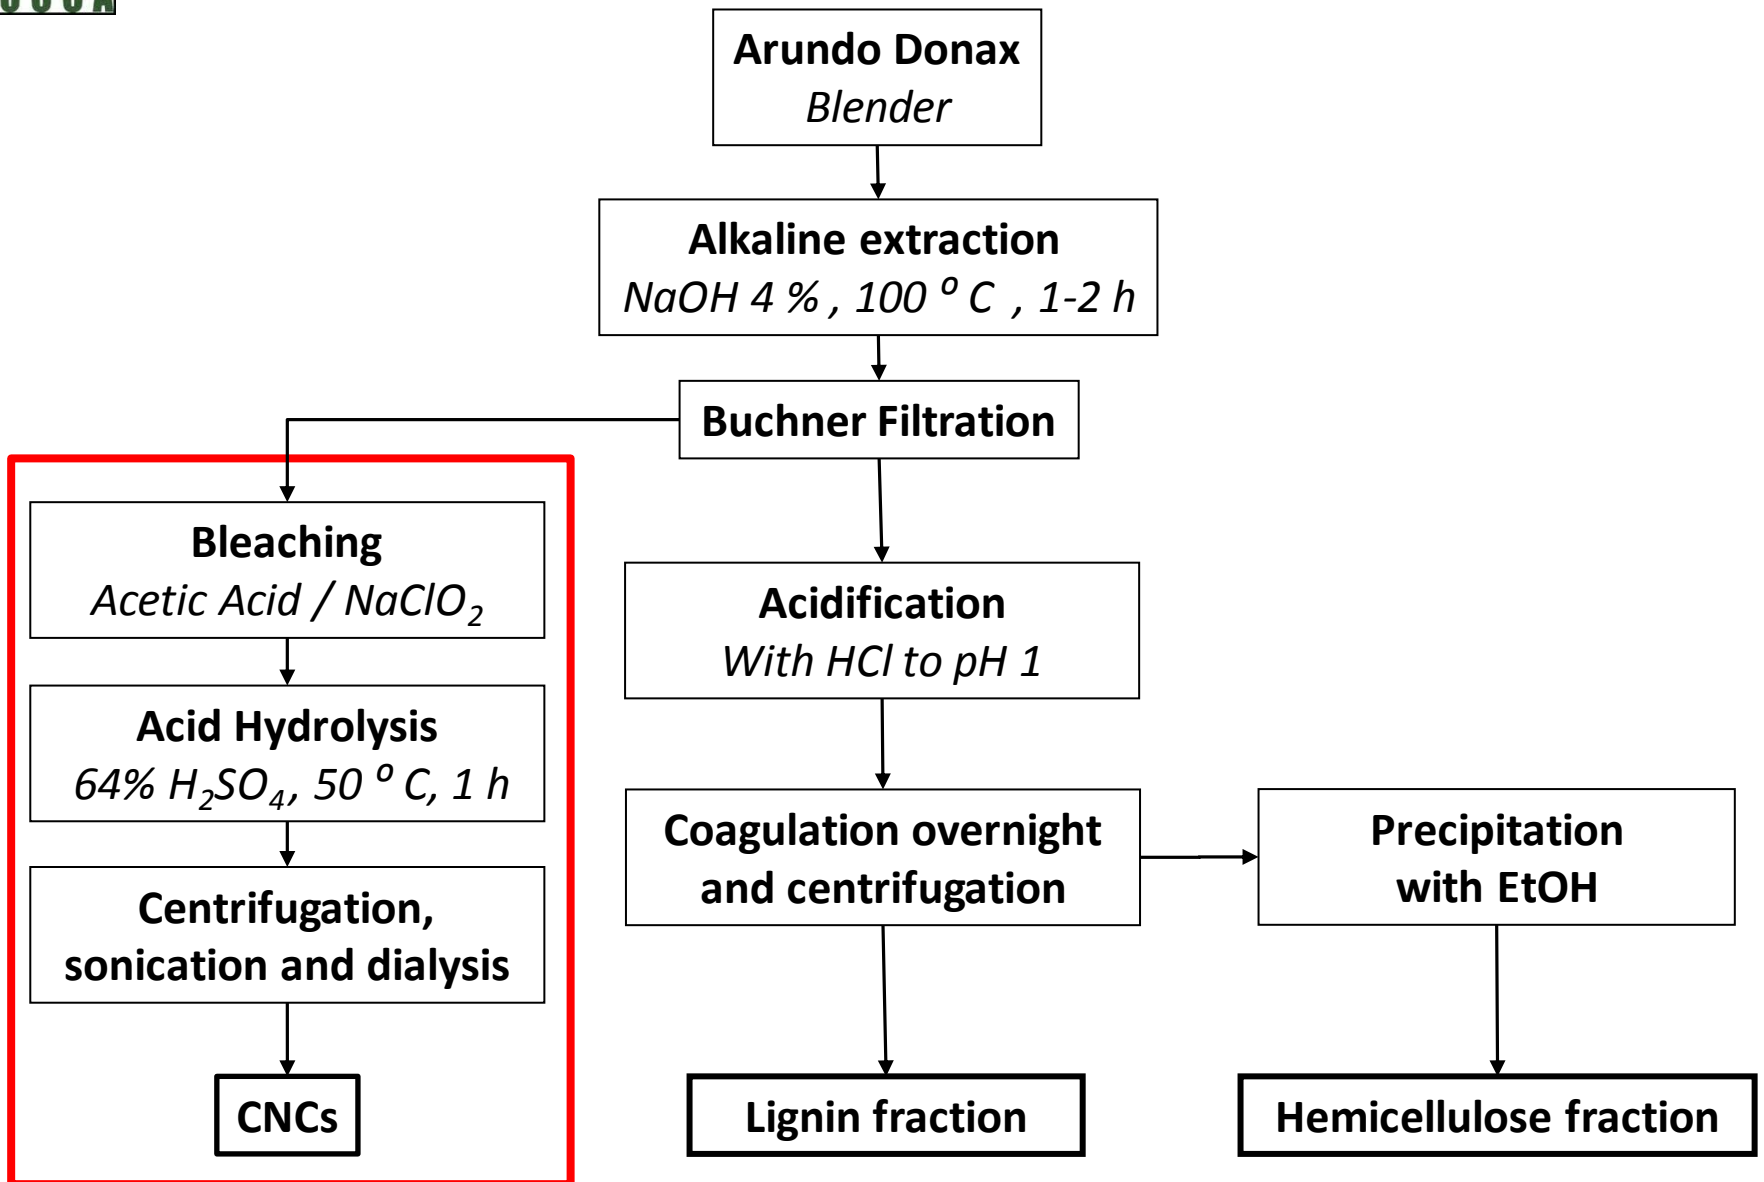 Arundo Donax
Blender
Alkaline extraction
NaOH 4 % , 100 º C , 1-2 h
Buchner Filtration
Bleaching
Acetic Acid / NaClO₂
Acid Hydrolysis
64% H₂SO₄, 50 º C, 1 h
Centrifugation,
sonication and dialysis
CNCs
Acidification
With HCl to pH 1
Coagulation overnight
and centrifugation
Lignin fraction
Precipitation
with EtOH
Hemicellulose fraction